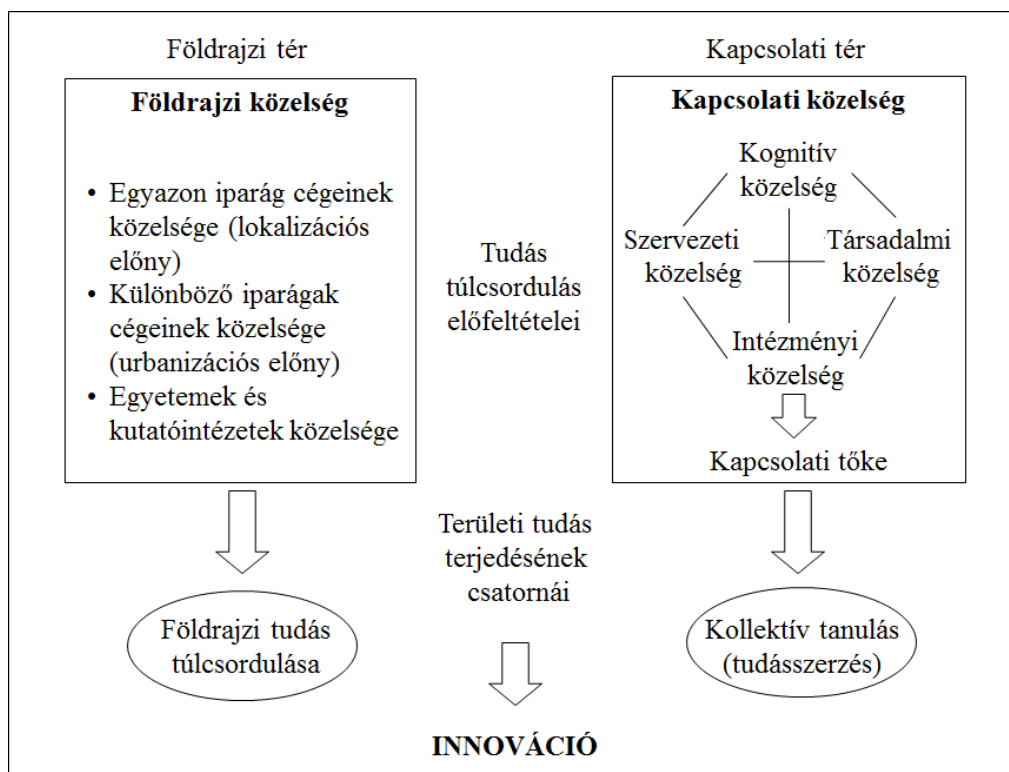 Földrajzi tér
Földrajzi közelség
• Egyazon iparág cégeinek
közelsége (lokalizációs
előny)
• Különböző iparágak
cégeinek közelsége
(urbanizációs előny)
• Egyetemek és
kutatóintézetek közelsége
Földrajzi tudás
túlcsordulása
Tudás
túlcsordulás
előfeltételei
Területi tudás
terjedésének
csatornái
Kapcsolati tér
Kapcsolati közelség
Kognitív
közelség
Szervezeti
közelség
Társadalmi
közelség
Intézményi
közelség
Kapcsolati tőke
Kollektív tanulás
(tudásszerzés)
INNOVÁCIÓ